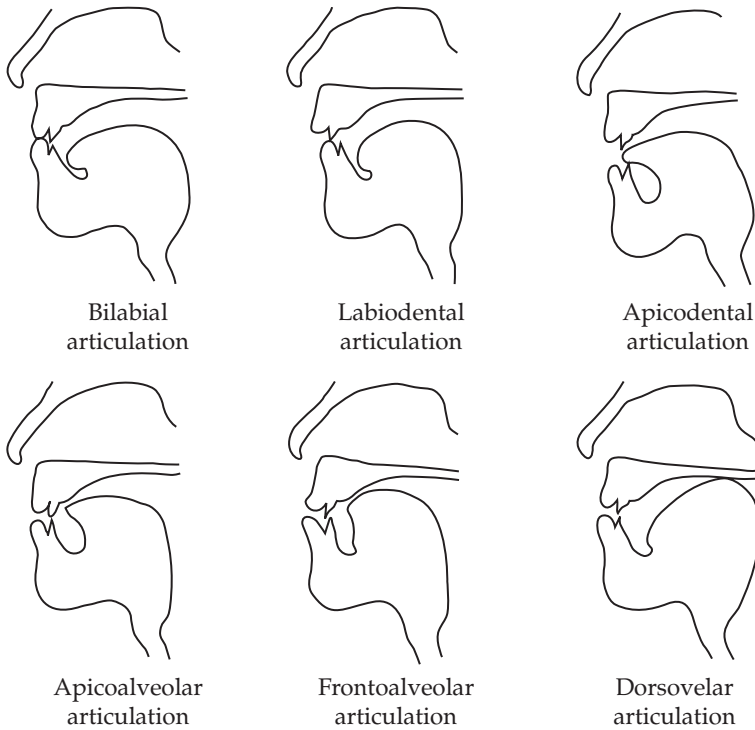 Bilabial
articulation
Labiodental
articulation
Apicodental
articulation
Apicoalveolar
articulation
Frontoalveolar
articulation
Dorsovelar
articulation